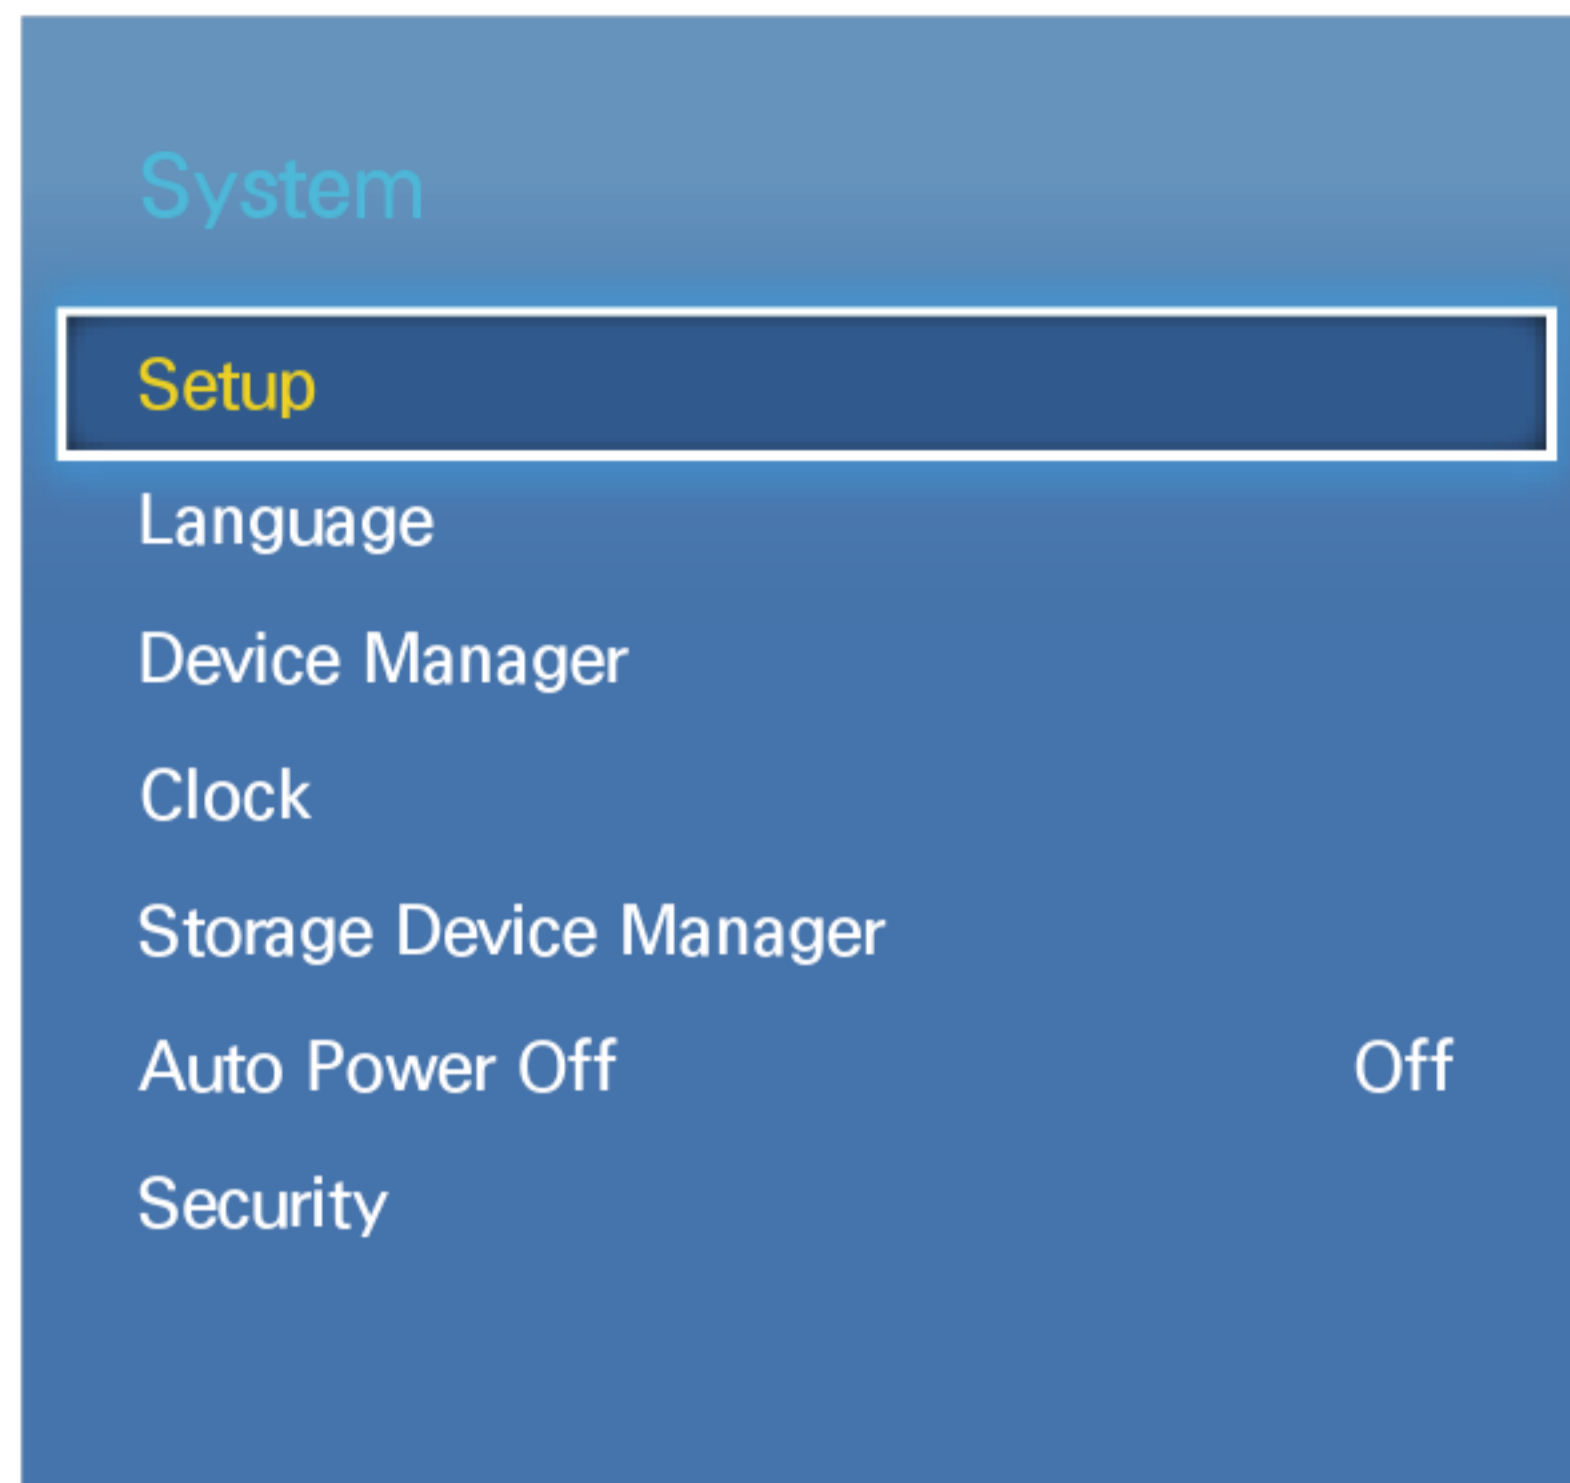 System
Setup
Language
Device Manager
Clock
Storage Device Manager
Auto Power Off Off
Security